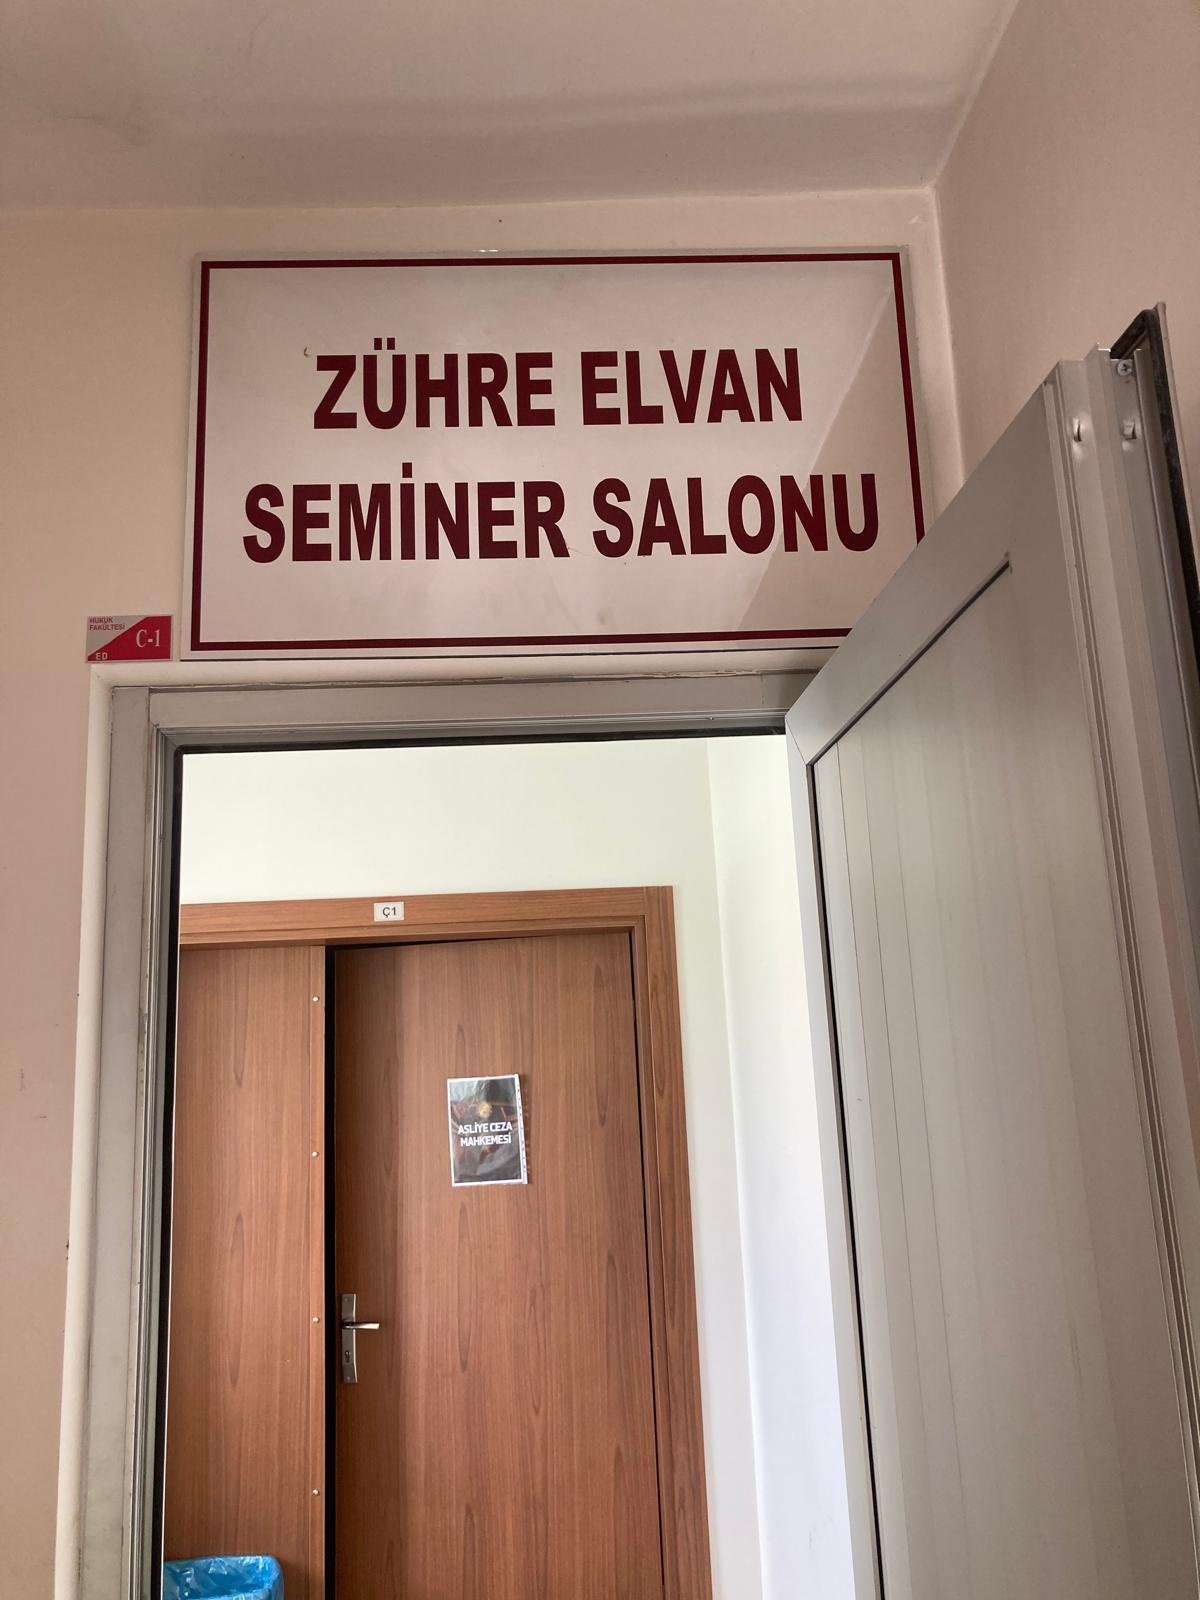 ZÜHRE ELVAN
SEMİNER SALONU
HUKUK
FAKÜLTESİ
C-1
ED
Ç1
ASLİYE CEZA
MAHKEMESİ